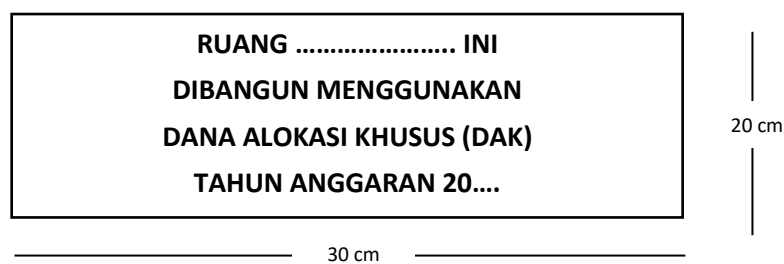 RUANG ………………….. INI
DIBANGUN MENGGUNAKAN
DANA ALOKASI KHUSUS (DAK)
TAHUN ANGGARAN 20….
20 cm
30 cm